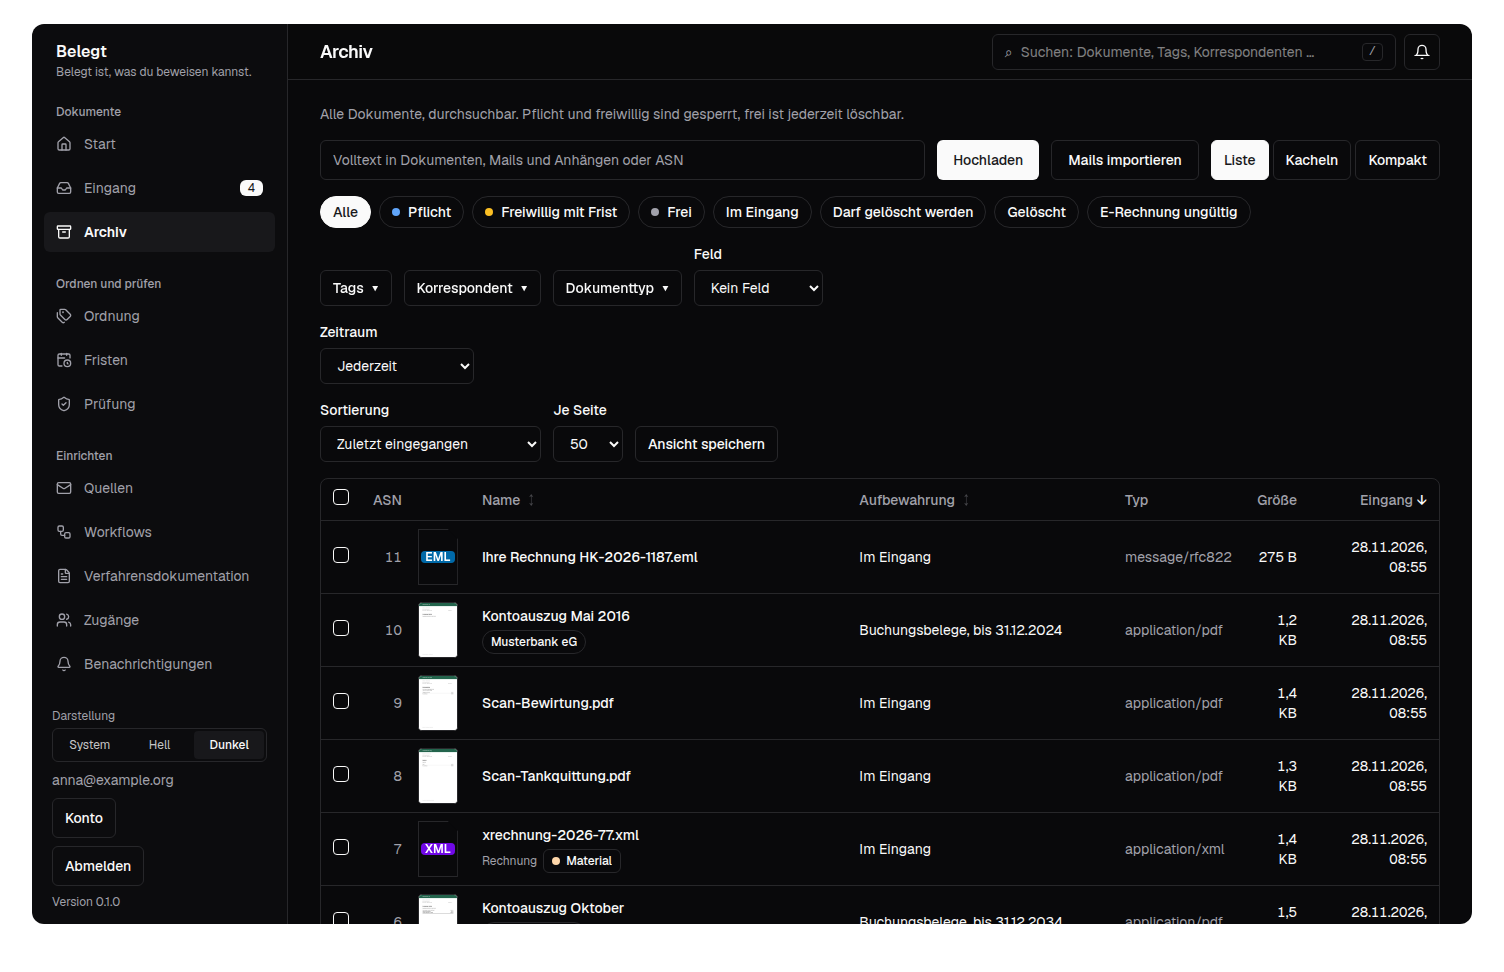 Belegt
Belegt ist, was du beweisen kannst.
Dokumente
Start
Eingang 4
Archiv
Ordnen und prüfen
Ordnung
Fristen
Prüfung
Einrichten
Quellen
Workflows
Verfahrensdokumentation
Zugänge
Benachrichtigungen
Darstellung
System Hell Dunkel
anna@example.org
Konto
Abmelden
Version 0.1.0
Archiv
Suchen: Dokumente, Tags, Korrespondenten ... /
Alle Dokumente, durchsuchbar. Pflicht und freiwillig sind gesperrt, frei ist jederzeit löschbar.
Volltext in Dokumenten, Mails und Anhängen oder ASN Hochladen Mails importieren Liste Kacheln Kompakt
Alle Pflicht Freiwillig mit Frist Frei Im Eingang Darf gelöscht werden Gelöscht E-Rechnung ungültig
Feld
Tags Korrespondent Dokumenttyp Kein Feld
Zeitraum
Jederzeit
Sortierung Je Seite
Zuletzt eingegangen 50 Ansicht speichern
ASN Name Aufbewahrung Typ Größe Eingang
11 EML Ihre Rechnung HK-2026-1187.eml Im Eingang message/rfc822 275 B 28.11.2026, 08:55
10 Kontoauszug Mai 2016
Musterbank eG Buchungsbelege, bis 31.12.2024 application/pdf 1,2 KB 28.11.2026, 08:55
9 Scan-Bewirtung.pdf Im Eingang application/pdf 1,4 KB 28.11.2026, 08:55
8 Scan-Tankquittung.pdf Im Eingang application/pdf 1,3 KB 28.11.2026, 08:55
7 XML xrechnung-2026-77.xml
Rechnung Material Im Eingang application/xml 1,4 KB 28.11.2026, 08:55
6 Kontoauszug Oktober Buchungsbelege, bis 31.12.2034 application/pdf 1,5 28.11.2026,